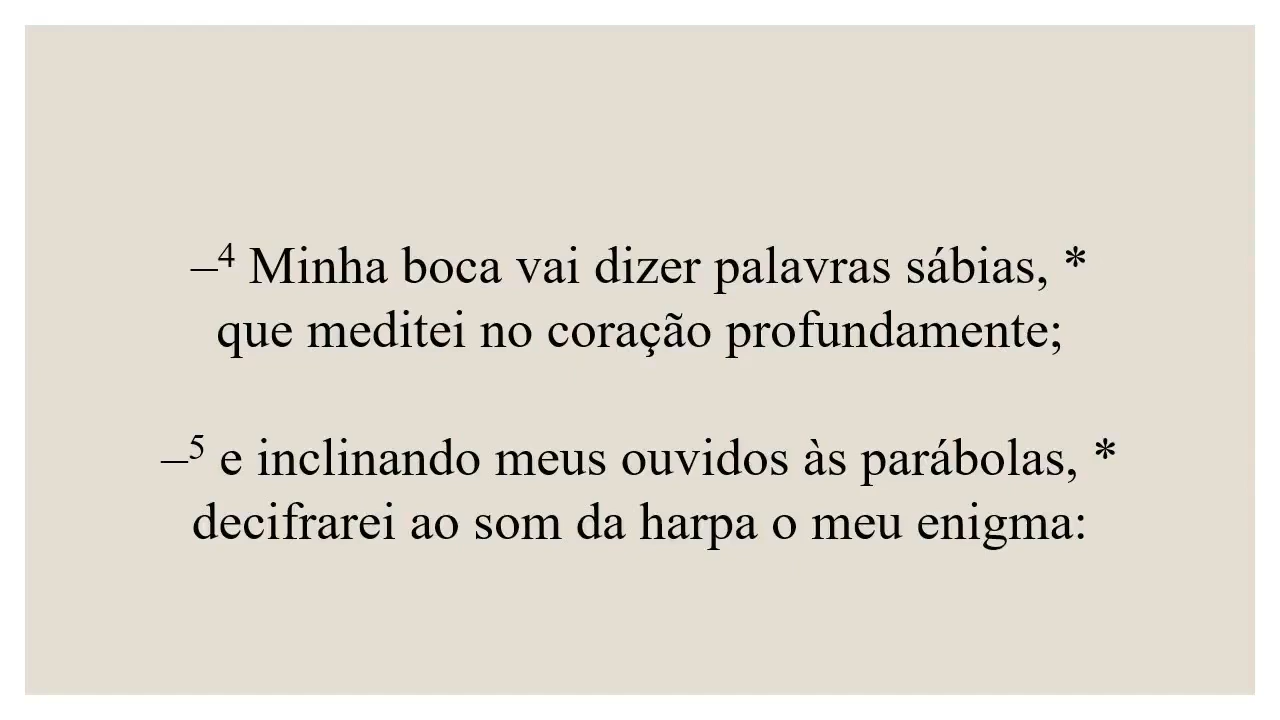 –⁴ Minha boca vai dizer palavras sábias, *
que meditei no coração profundamente;
–⁵ e inclinando meus ouvidos às parábolas, *
decifrarei ao som da harpa o meu enigma: